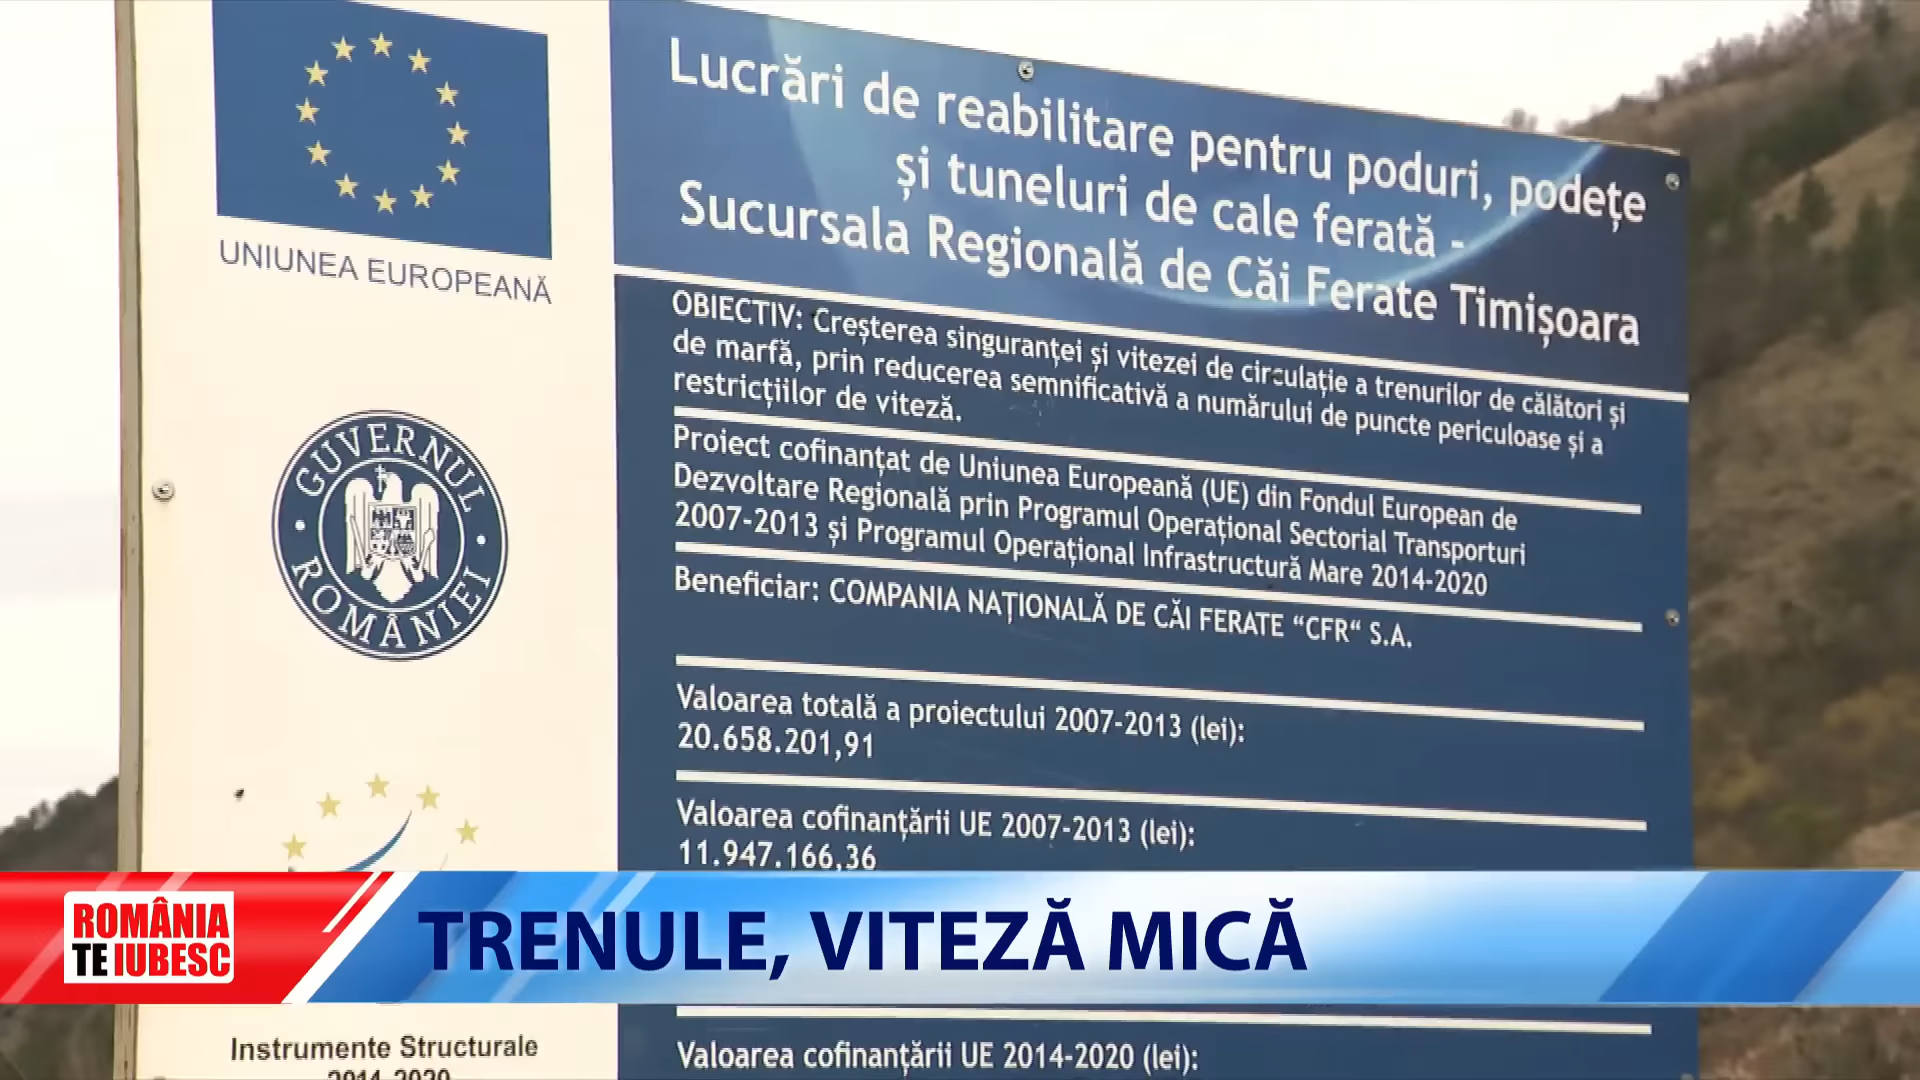 UNIUNEA EUROPEANĂ
GUVERNUL ROMÂNIEI
Instrumente Structurale
2014-2020
Lucrări de reabilitare pentru poduri, podețe
și tuneluri de cale ferată -
Sucursala Regională de Căi Ferate Timișoara
OBIECTIV: Creșterea singuranței și vitezei de circulație a trenurilor de călători și
de marfă, prin reducerea semnificativă a numărului de puncte periculoase și a
restricțiilor de viteză.
Proiect cofinanțat de Uniunea Europeană (UE) din Fondul European de
Dezvoltare Regională prin Programul Operațional Sectorial Transporturi
2007-2013 și Programul Operațional Infrastructură Mare 2014-2020
Beneficiar: COMPANIA NAȚIONALĂ DE CĂI FERATE “CFR“ S.A.
Valoarea totală a proiectului 2007-2013 (lei):
20.658.201,91
Valoarea cofinanțării UE 2007-2013 (lei):
11.947.166,36
Valoarea cofinanțării UE 2014-2020 (lei):
ROMÂNIA
TE IUBESC
TRENULE, VITEZĂ MICĂ